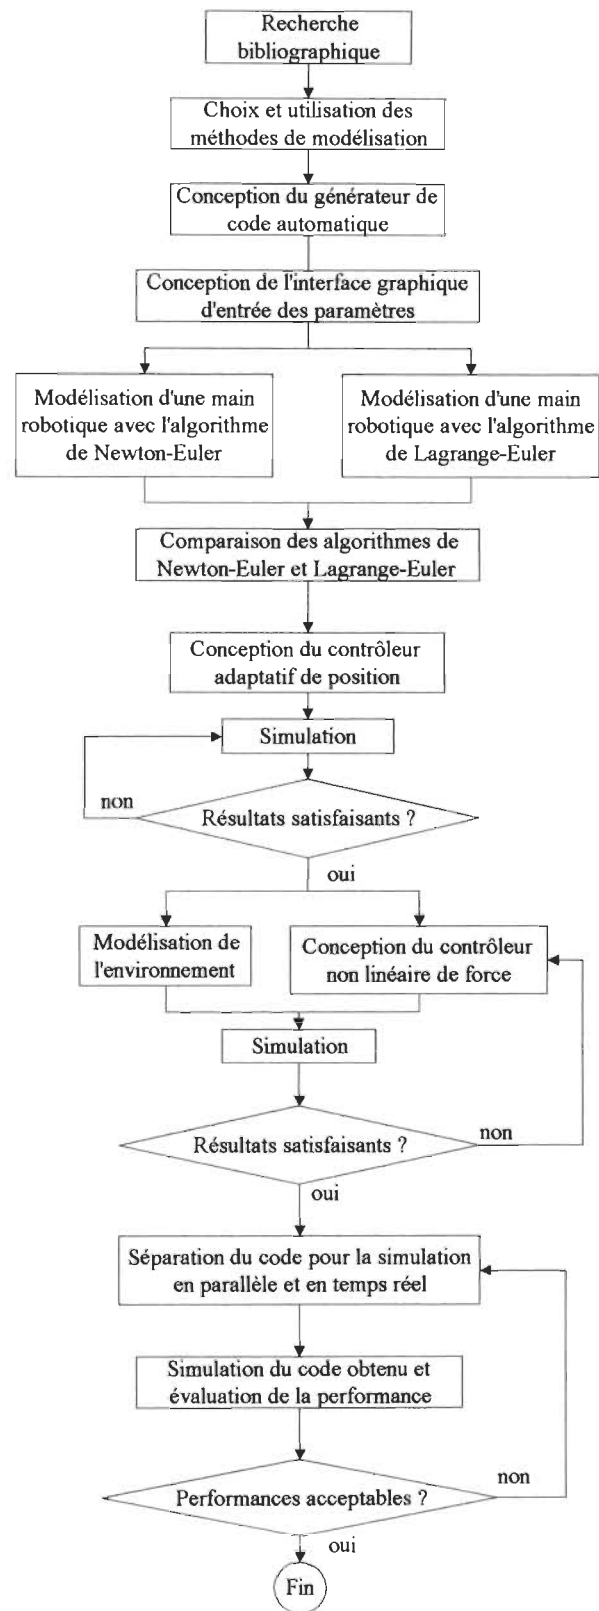 Recherche
bibliographique
Choix et utilisation des
méthodes de modélisation
Conception du générateur de
code automatique
Conception de l'interface graphique
d'entrée des paramètres
Modélisation d'une main
robotique avec l'algorithme
de Newton-Euler
Modélisation d'une main
robotique avec l'algorithme
de Lagrange-Euler
Comparaison des algorithmes de
Newton-Euler et Lagrange-Euler
Conception du contrôleur
adaptatif de position
Simulation
non
Résultats satisfaisants ?
oui
Modélisation de
l'environnement
Conception du contrôleur
non linéaire de force
Simulation
Résultats satisfaisants ?
non
oui
Séparation du code pour la simulation
en parallèle et en temps réel
Simulation du code obtenu et
évaluation de la performance
Performances acceptables ?
non
oui
Fin